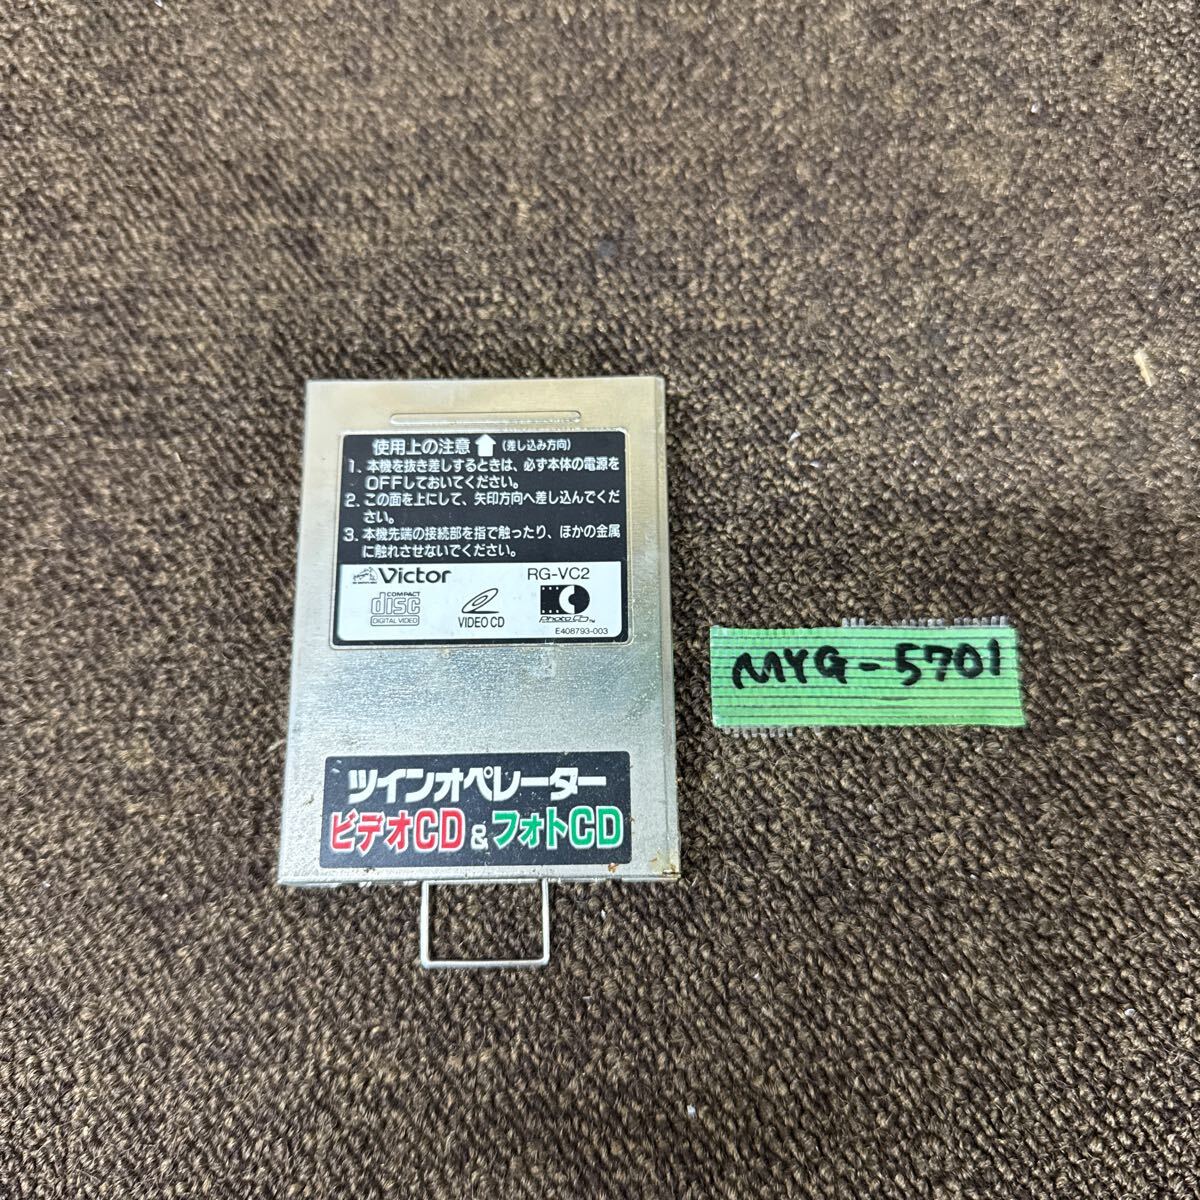 使用上の注意 (差し込み方向)
1. 本機を抜き差しするときは、必ず本体の電源を
OFFしておいてください。
2. この面を上にして、矢印方向へ差し込んでくだ
さい。
3. 本機先端の接続部を指で触ったり、ほかの金属
に触れさせないでください。
Victor RG-VC2
COMPACT
disc
DIGITAL VIDEO
VIDEO CD
Photo CD TM
E408793-003
MYG-5701
ツインオペレーター
ビデオCD & フォトCD